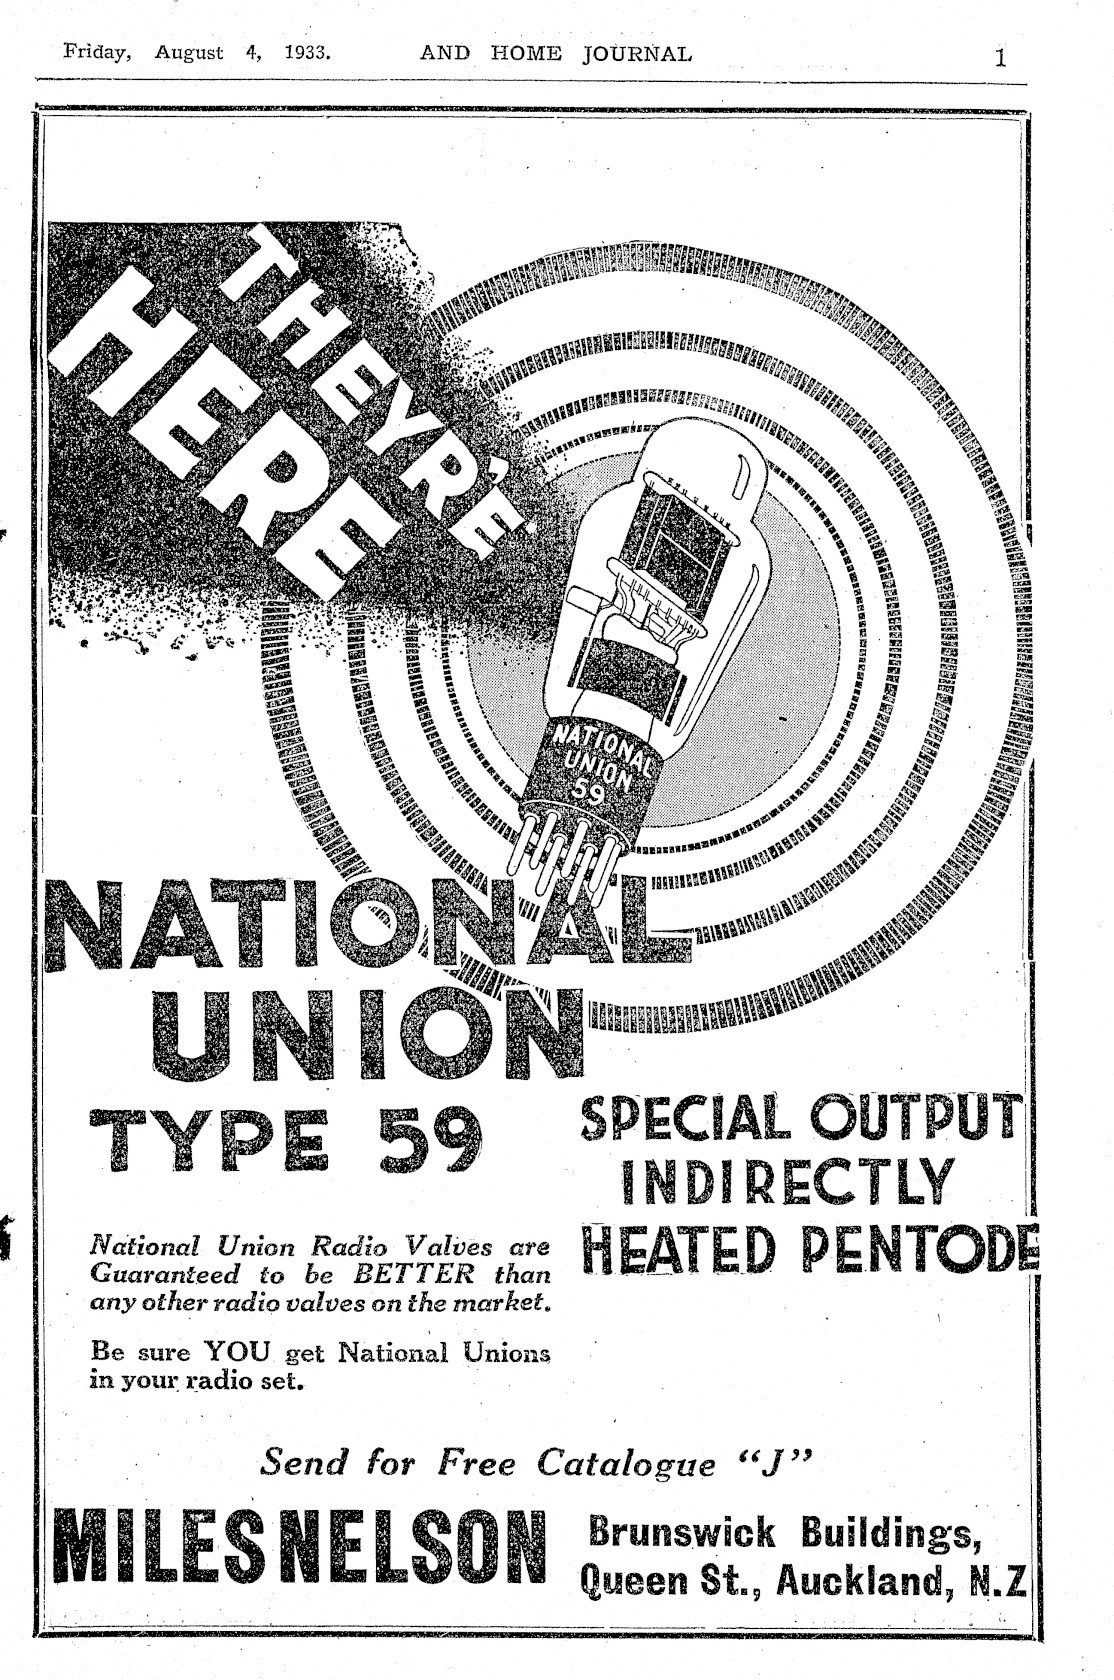 Friday, August 4, 1933. AND HOME JOURNAL 1
THEY'RE
HERE
NATIONAL
UNION
59
NATIONAL
UNION
TYPE 59
SPECIAL OUTPUT
INDIRECTLY
HEATED PENTODE
National Union Radio Valves are
Guaranteed to be BETTER than
any other radio valves on the market.
Be sure YOU get National Unions
in your radio set.
Send for Free Catalogue “J”
MILES NELSON
Brunswick Buildings,
Queen St., Auckland, N.Z